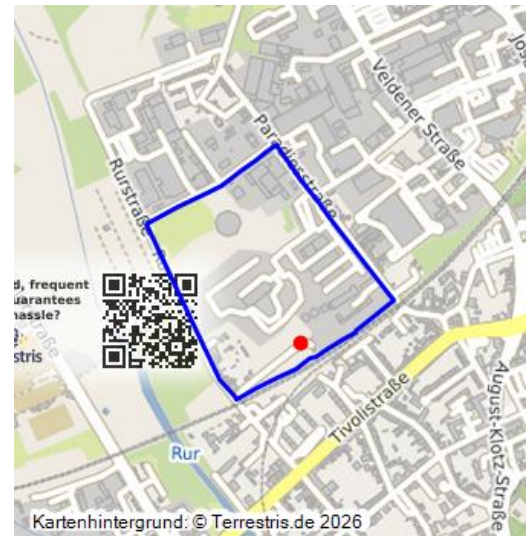 Veldener Straße
Paradiesstraße
Rurstraße
d, frequent
uarantees
hassle?
stris
Tivolistraße
August-Klotz-Straße
Rur
Kartenhintergrund: © Terrestris.de 2026